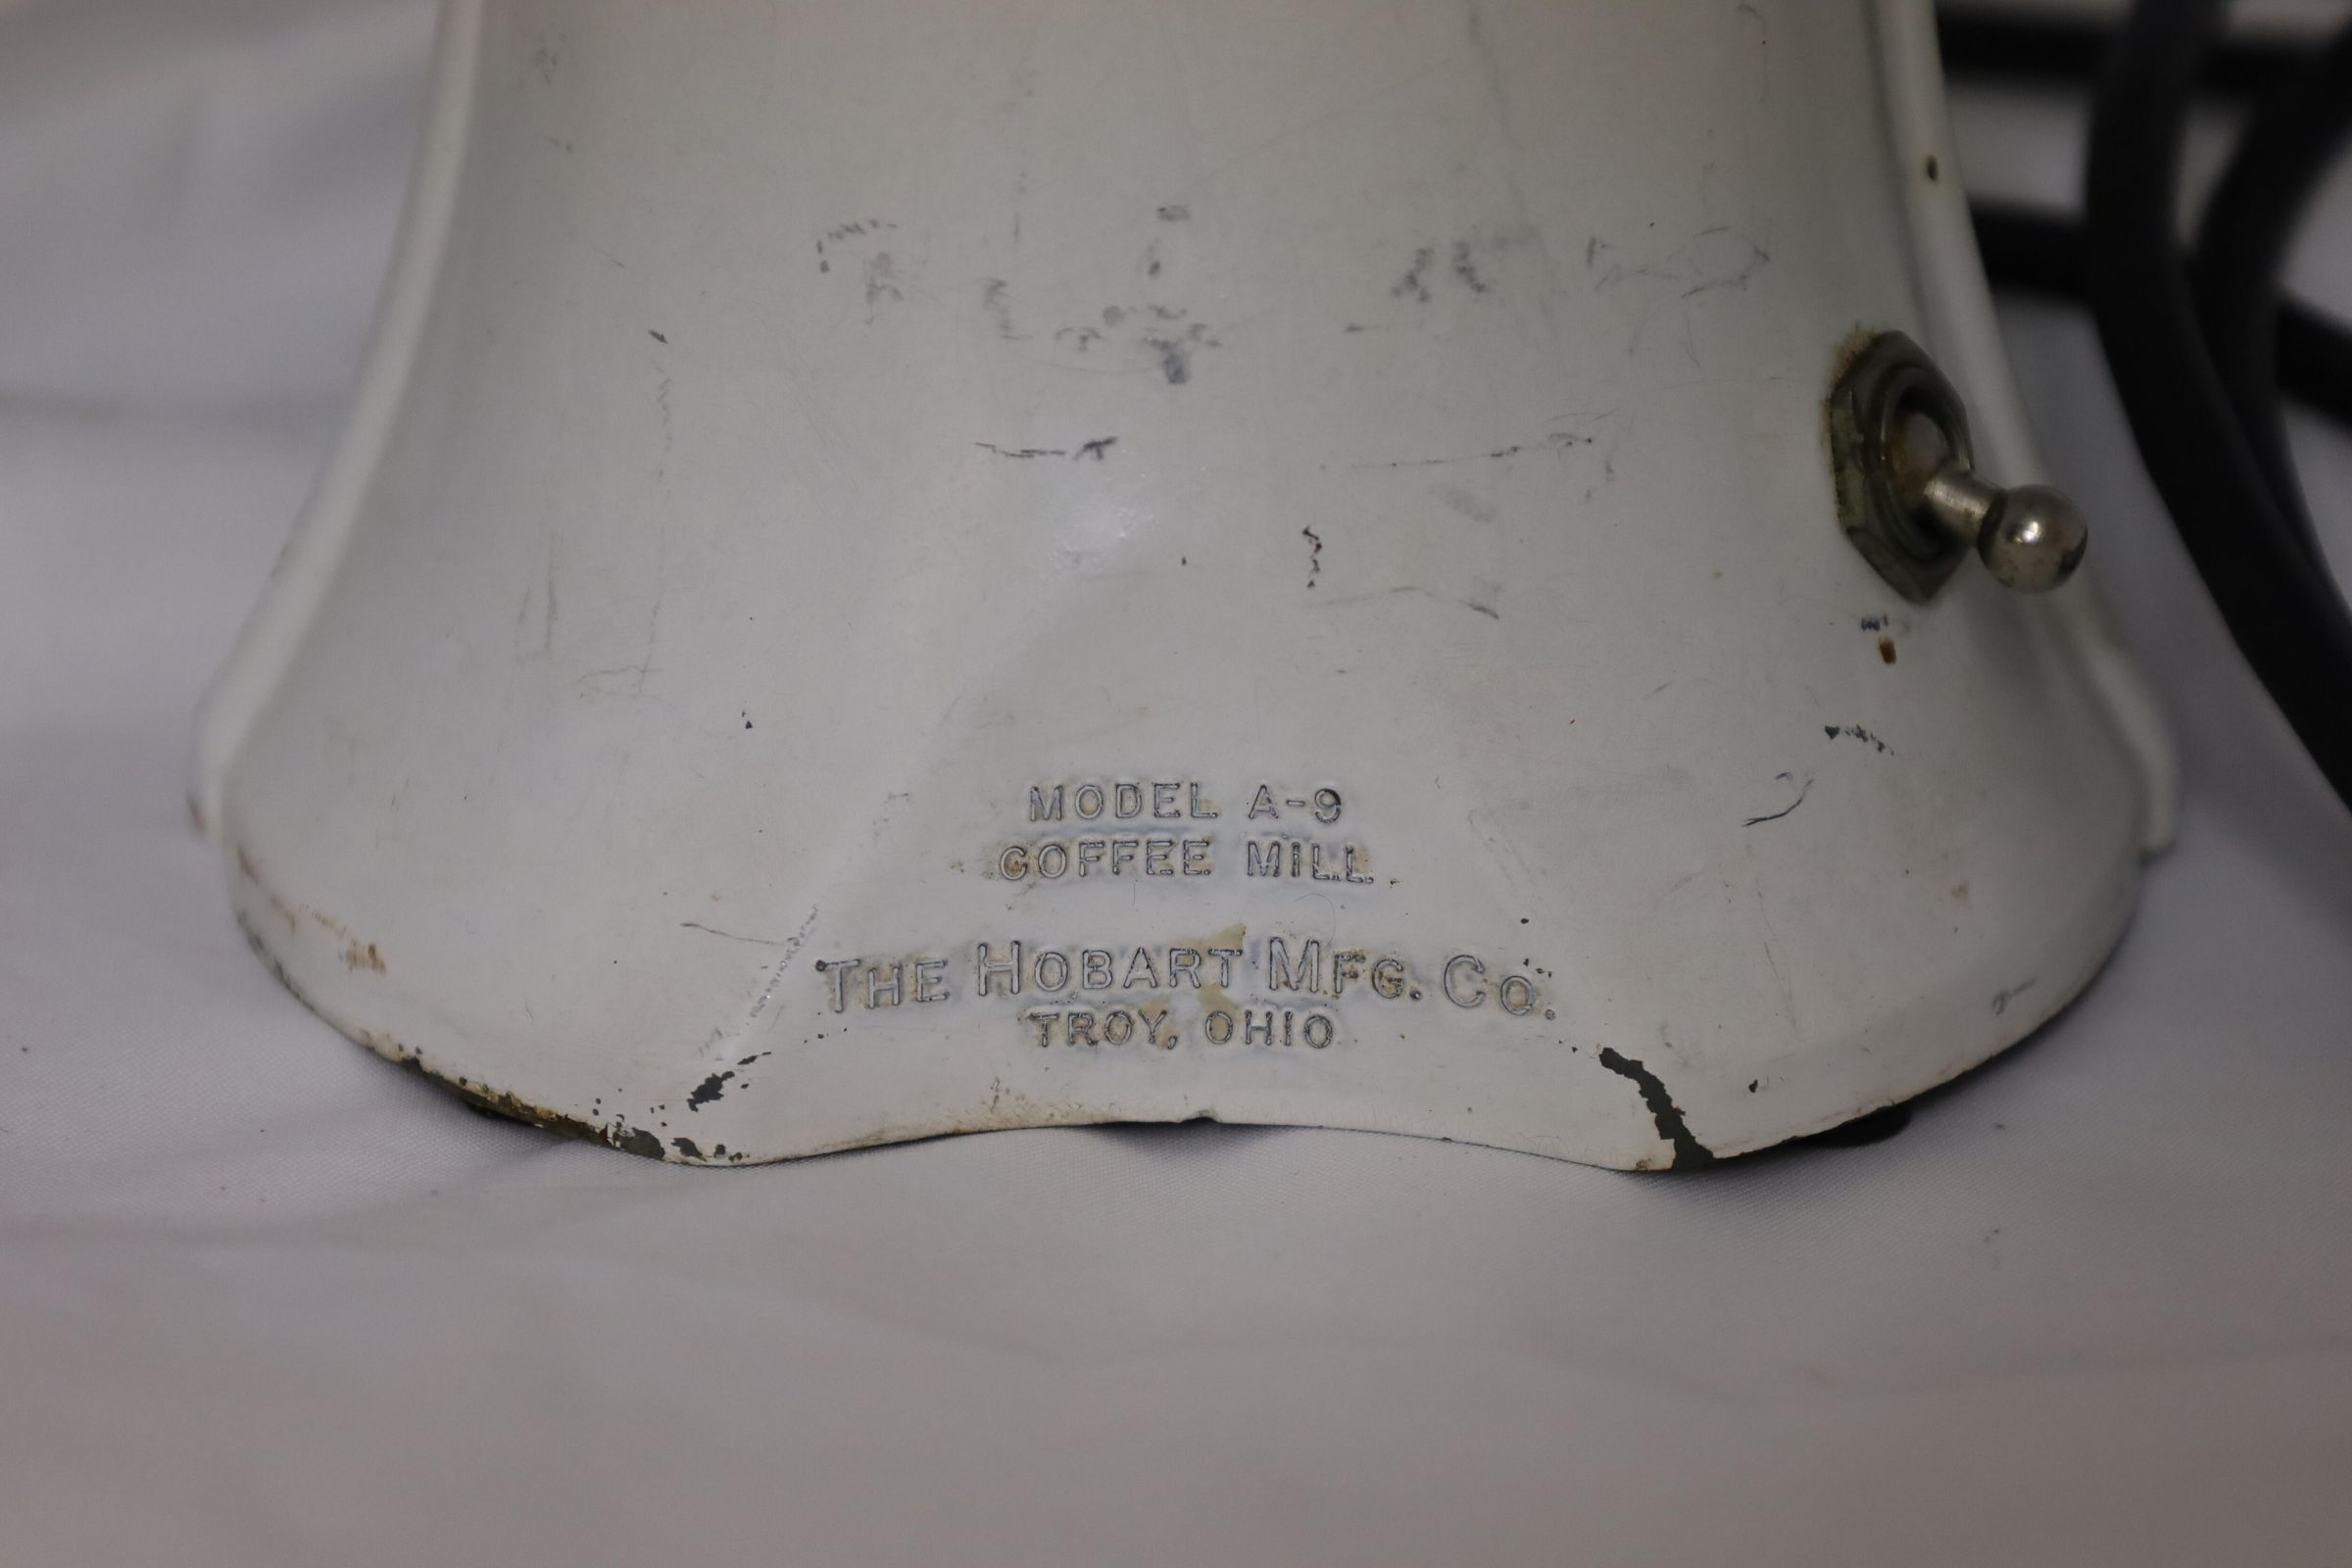 MODEL A-9
COFFEE MILL
THE HOBART MFG. CO.
TROY, OHIO